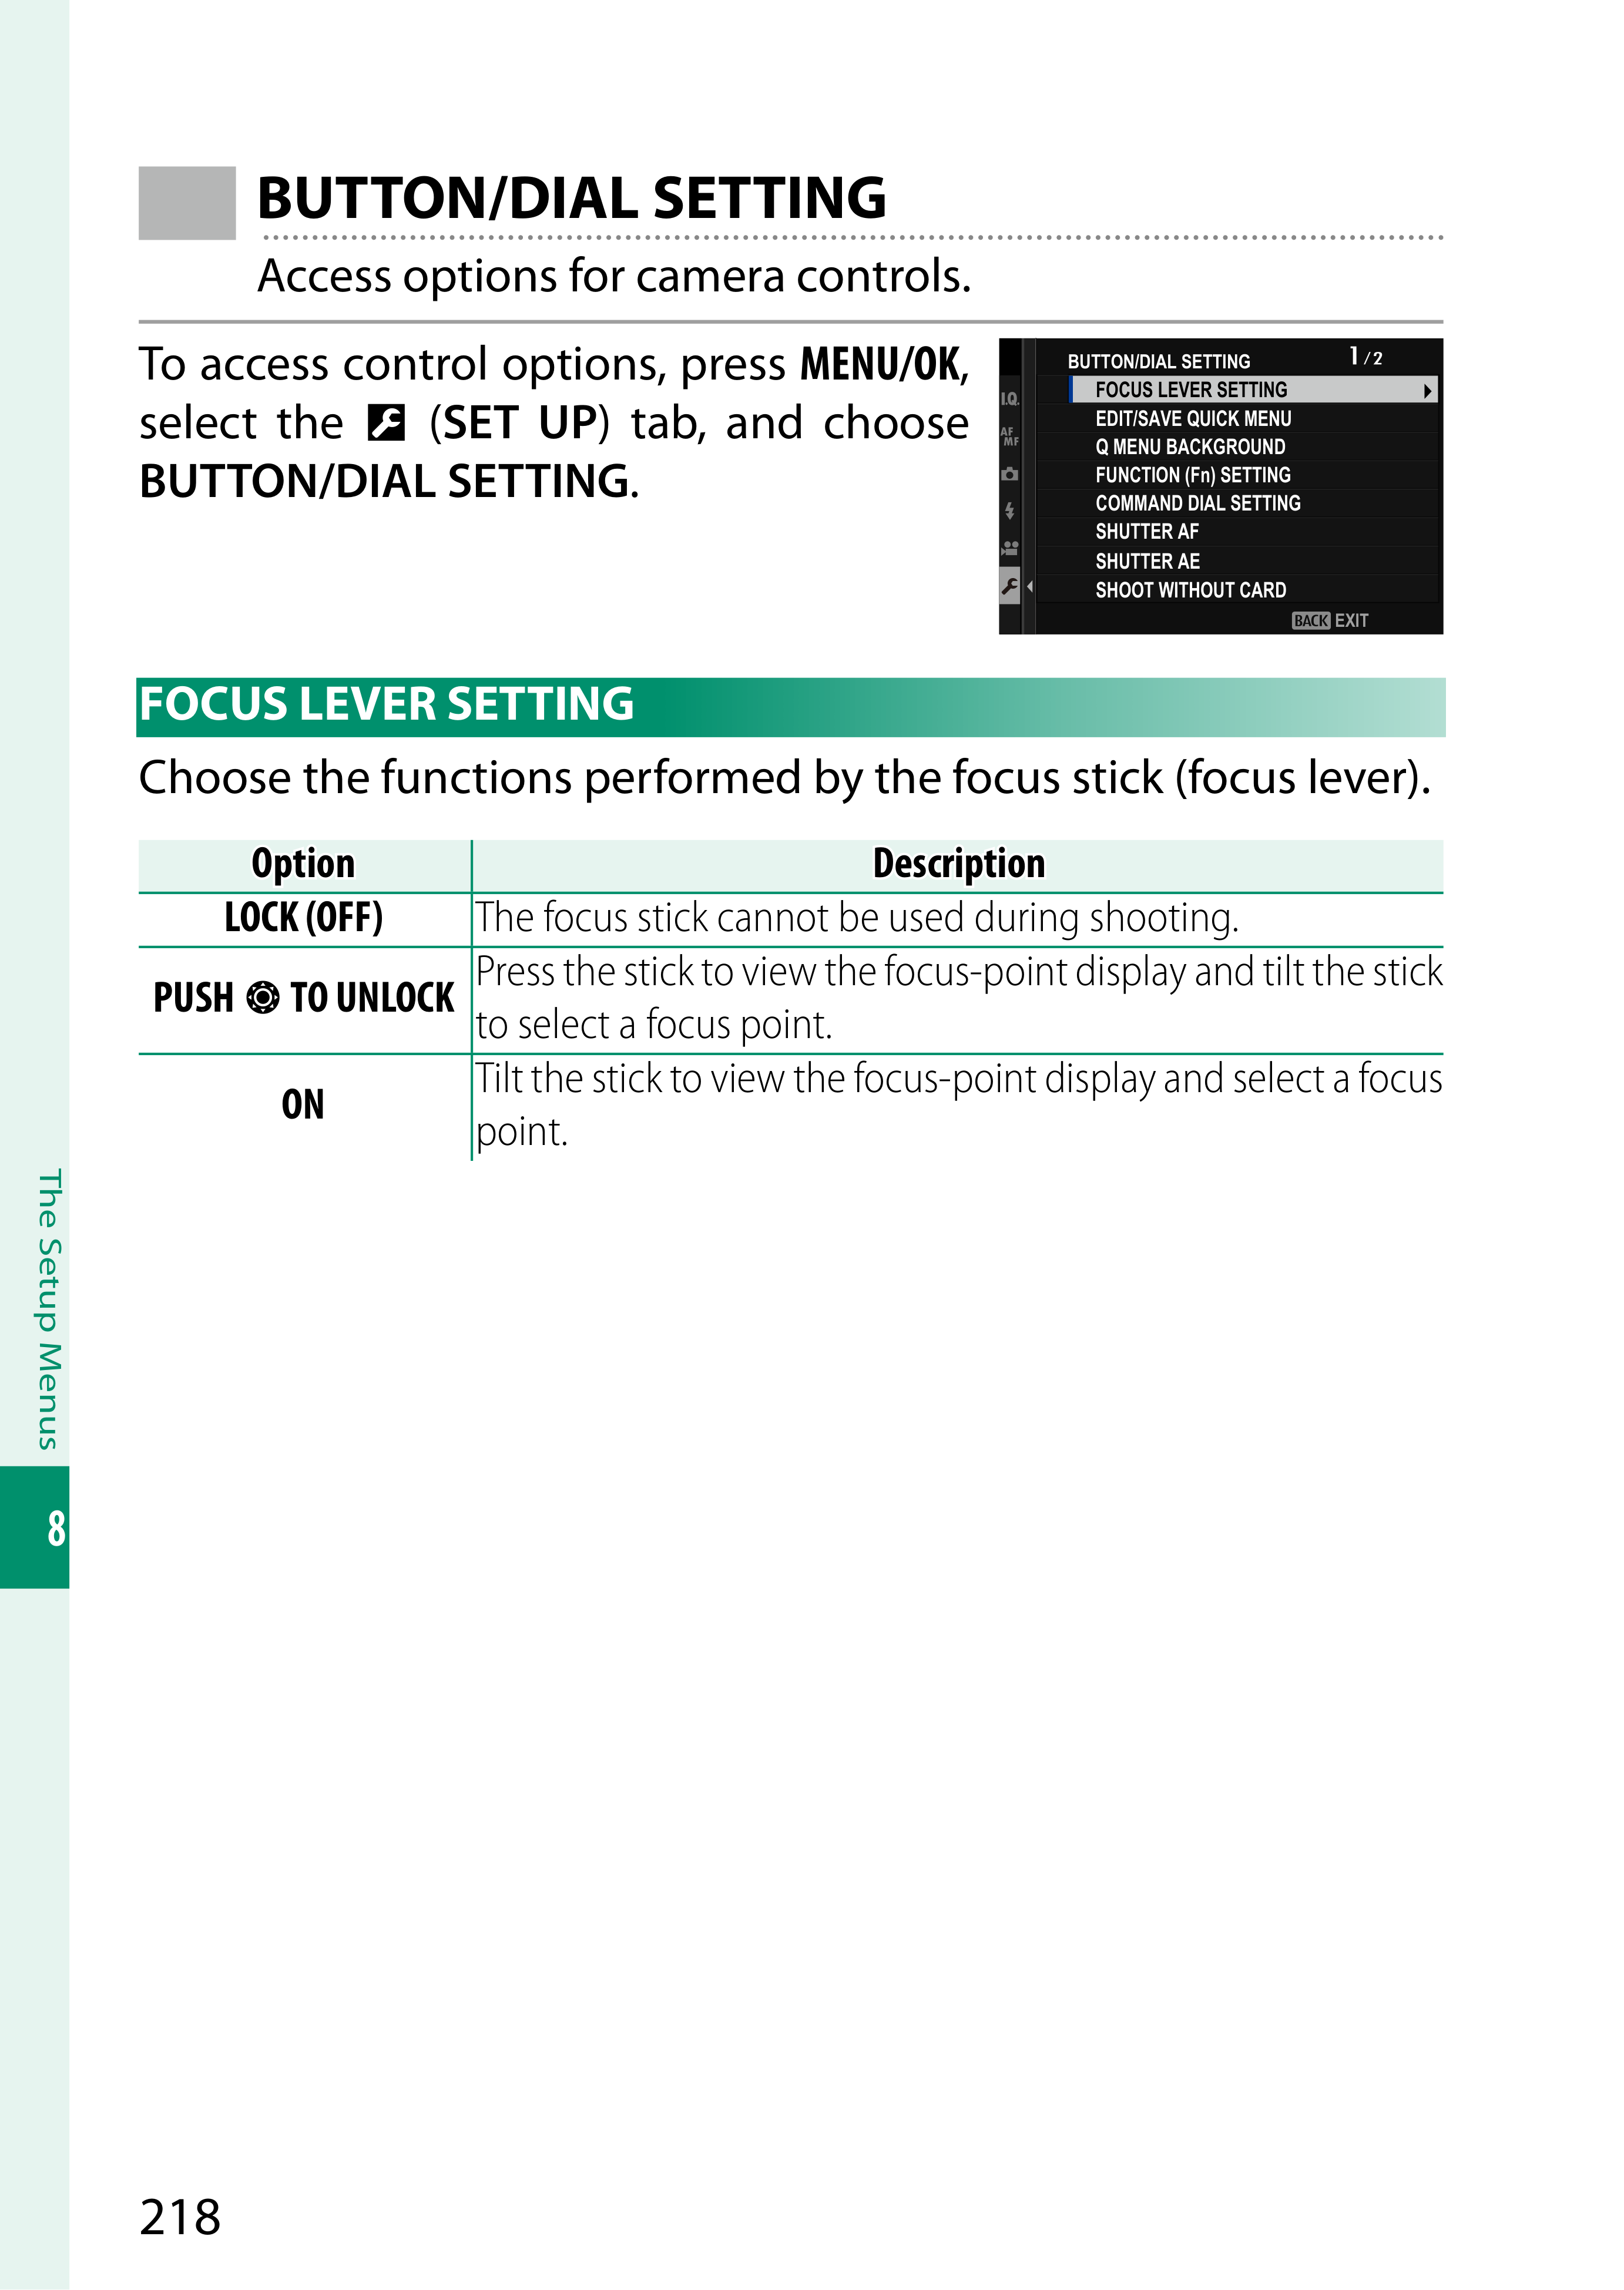 BUTTON/DIAL SETTING
Access options for camera controls.
To access control options, press MENU/OK,
select the (SET UP) tab, and choose
BUTTON/DIAL SETTING.
BUTTON/DIAL SETTING 1/2
I.Q. FOCUS LEVER SETTING
EDIT/SAVE QUICK MENU
AF MF Q MENU BACKGROUND
FUNCTION (Fn) SETTING
COMMAND DIAL SETTING
SHUTTER AF
SHUTTER AE
SHOOT WITHOUT CARD
BACK EXIT
FOCUS LEVER SETTING
Choose the functions performed by the focus stick (focus lever).
Option Description
LOCK (OFF) The focus stick cannot be used during shooting.
PUSH TO UNLOCK Press the stick to view the focus-point display and tilt the stick
to select a focus point.
ON Tilt the stick to view the focus-point display and select a focus
point.
The Setup Menus
8
218